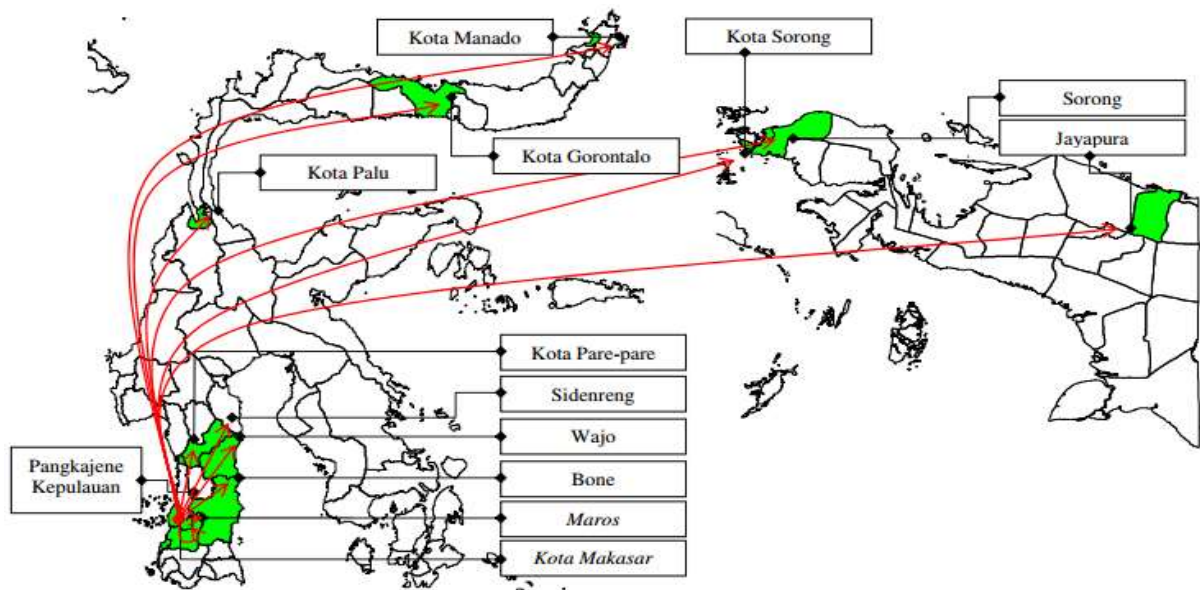 Kota Manado
Kota Sorong
Sorong
Jayapura
Kota Gorontalo
Kota Palu
Kota Pare-pare
Sidenreng
Wajo
Pangkajene
Kepulauan
Bone
Maros
Kota Makasar